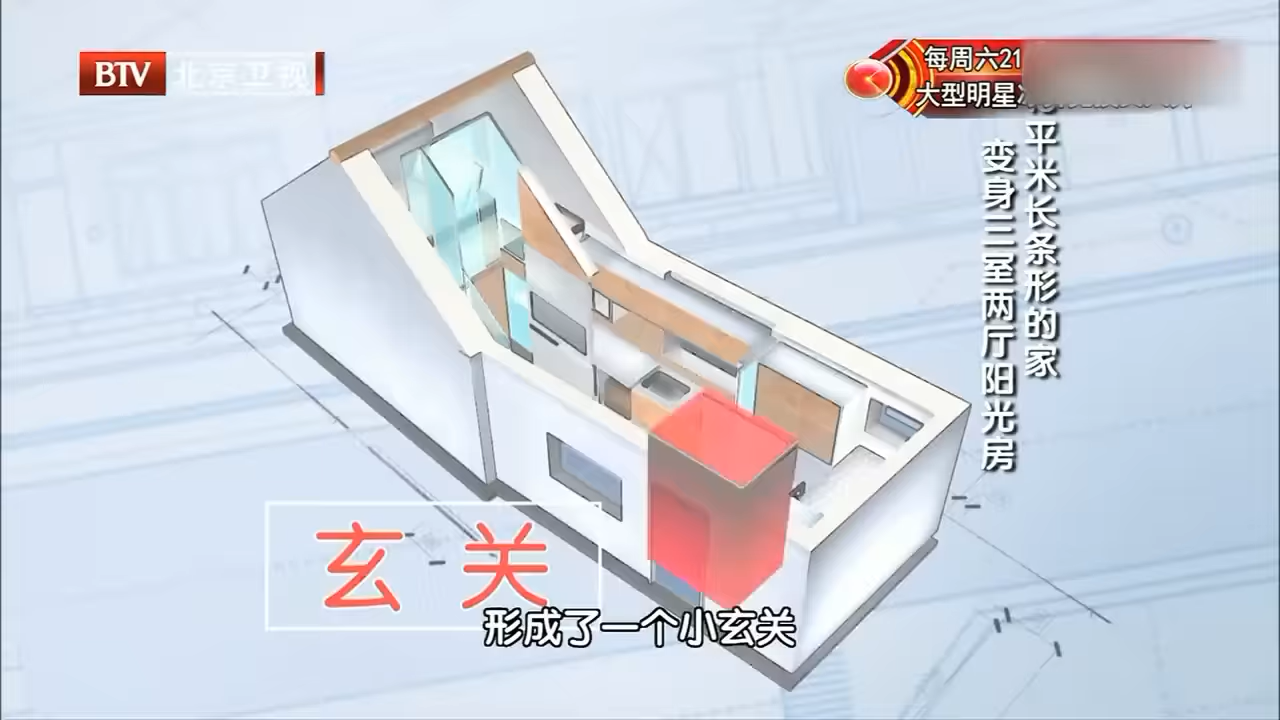 BTV 北京卫视
每周六21
大型明星
平米长条形的家
变身三室两厅阳光房
玄关
形成了一个小玄关